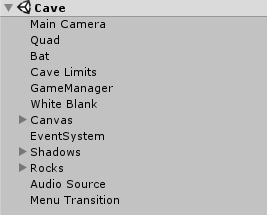 Cave
Main Camera
Quad
Bat
Cave Limits
GameManager
White Blank
Canvas
EventSystem
Shadows
Rocks
Audio Source
Menu Transition